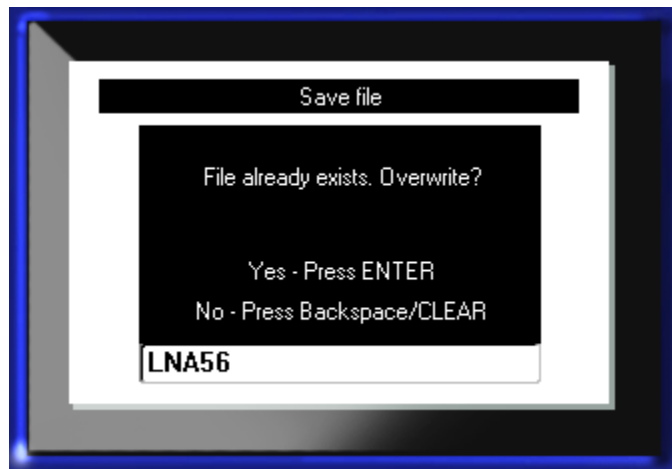 Save file
File already exists. Overwrite?
Yes - Press ENTER
No - Press Backspace/CLEAR
LNA56